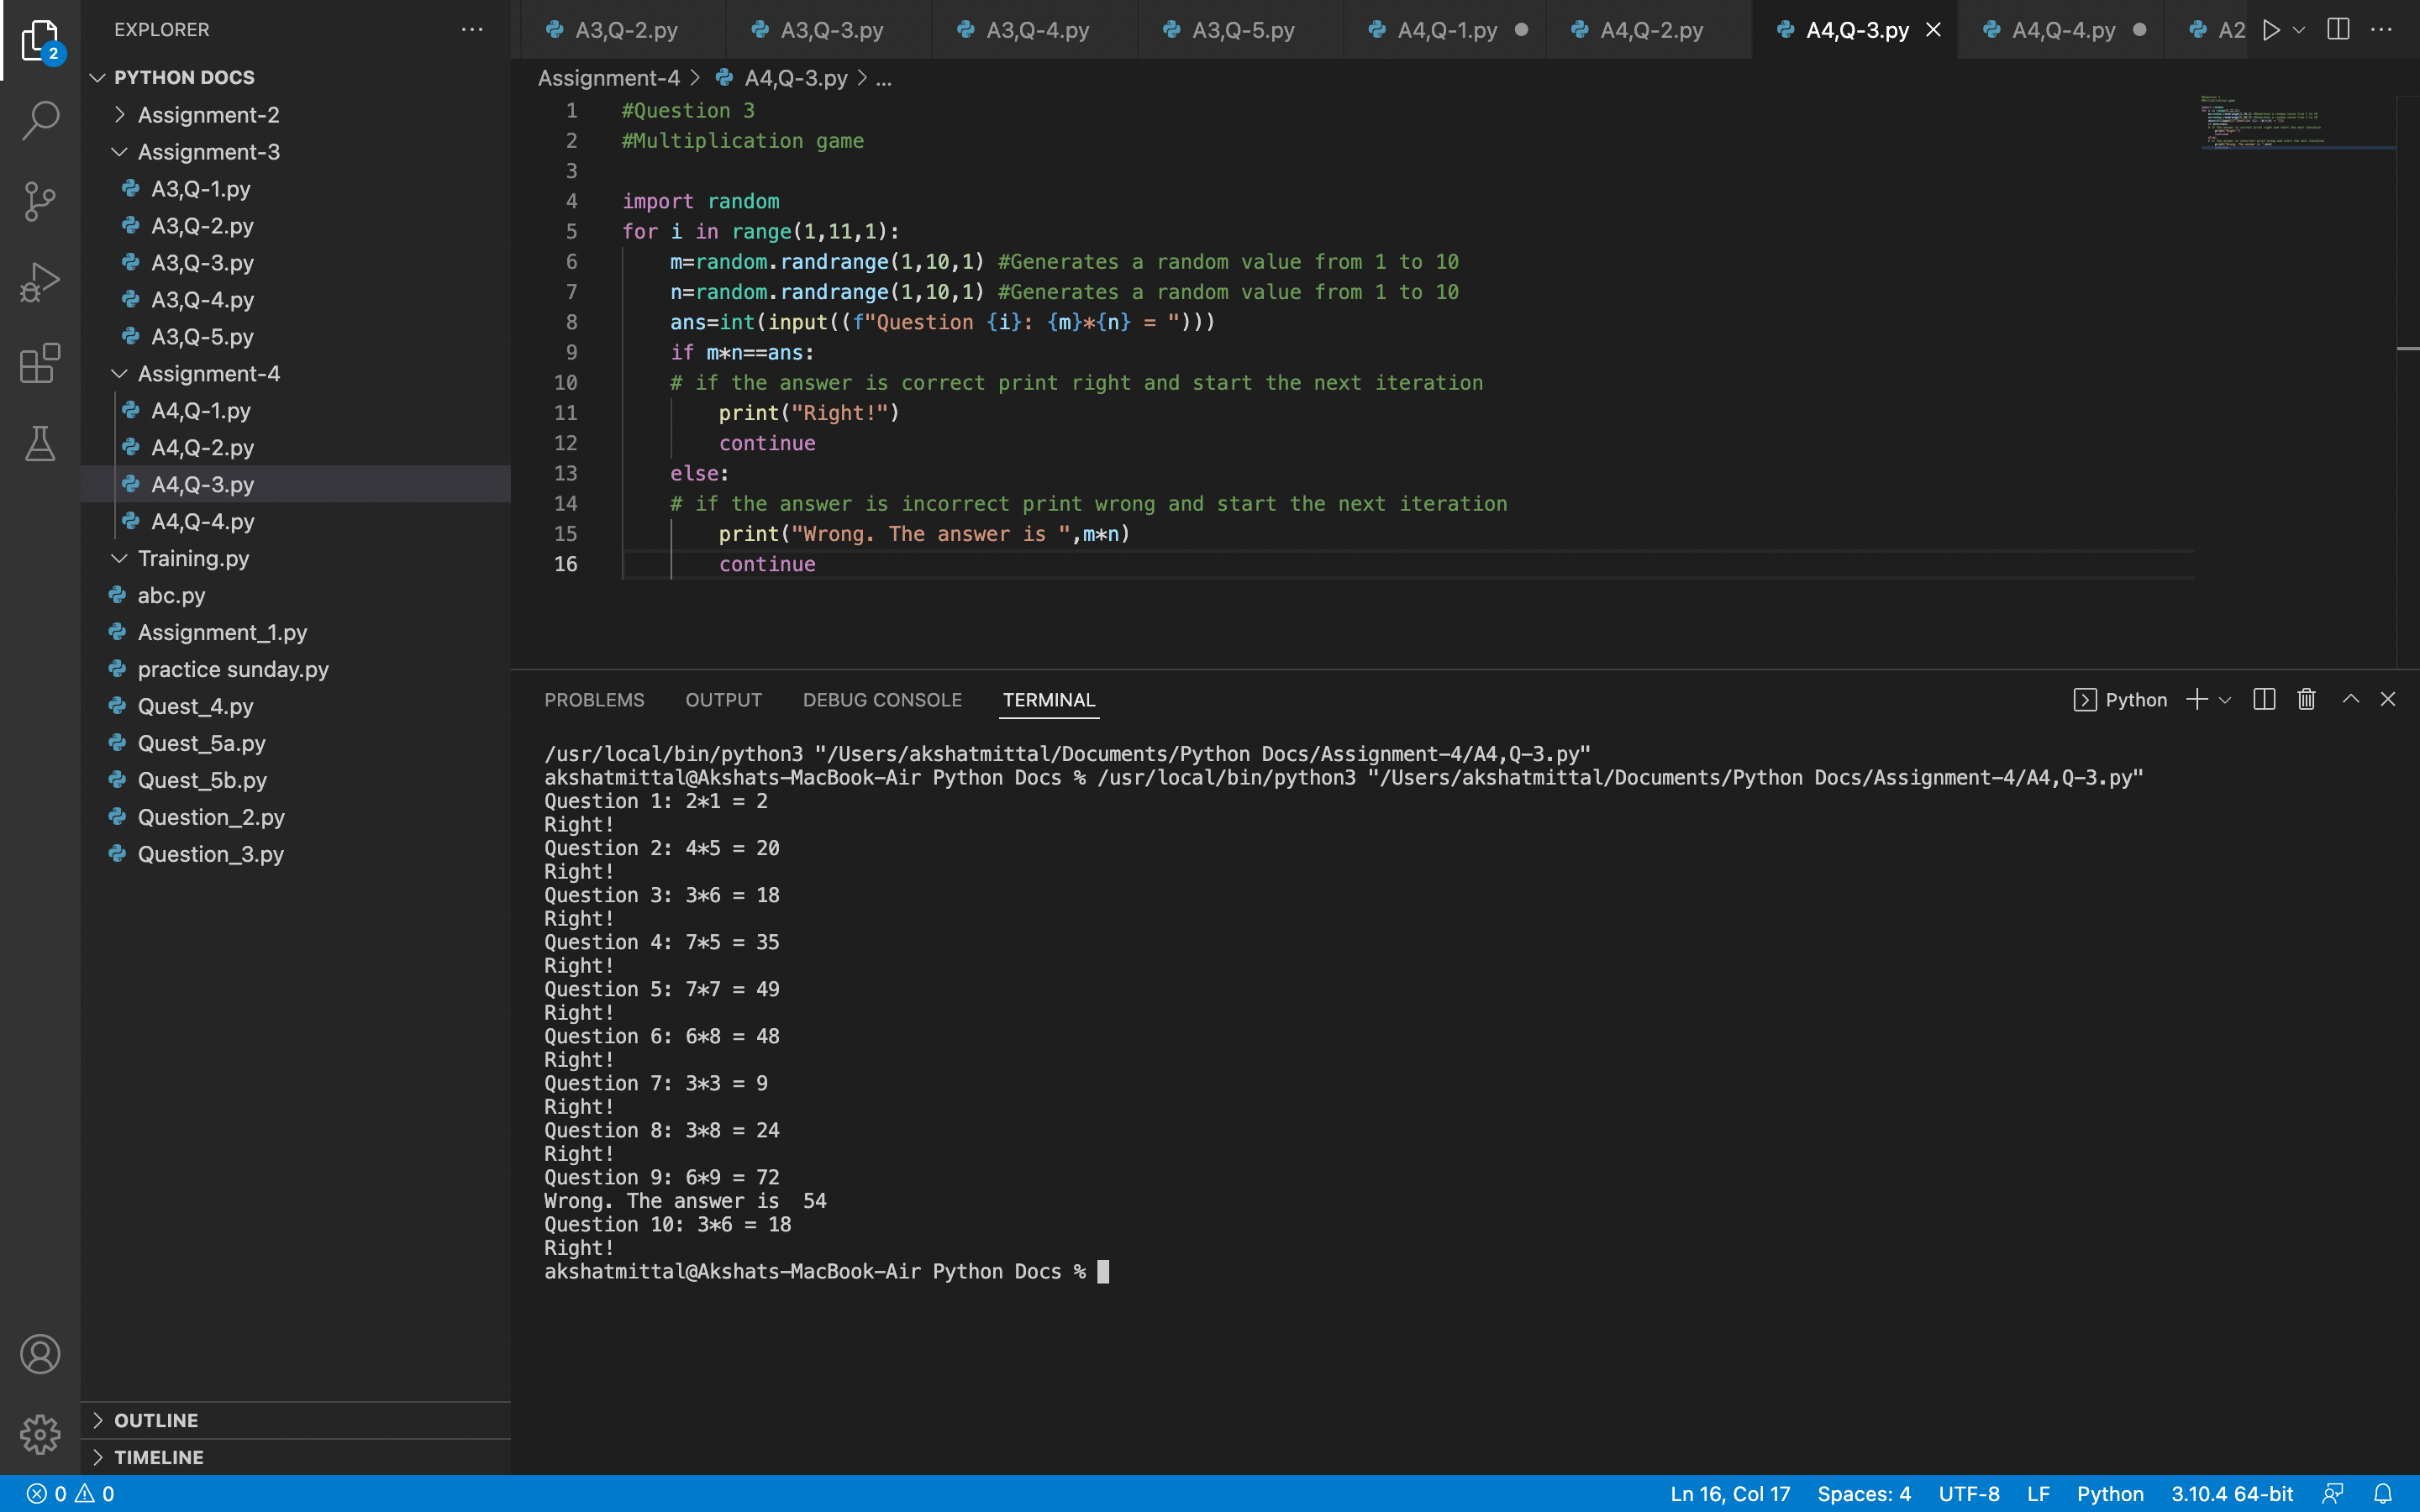 EXPLORER
2
PYTHON DOCS
Assignment-2
Assignment-3
A3,Q-1.py
A3,Q-2.py
A3,Q-3.py
A3,Q-4.py
A3,Q-5.py
Assignment-4
A4,Q-1.py
A4,Q-2.py
A4,Q-3.py
A4,Q-4.py
Training.py
abc.py
Assignment_1.py
practice sunday.py
Quest_4.py
Quest_5a.py
Quest_5b.py
Question_2.py
Question_3.py
OUTLINE
TIMELINE
A3,Q-2.py A3,Q-3.py A3,Q-4.py A3,Q-5.py A4,Q-1.py A4,Q-2.py A4,Q-3.py A4,Q-4.py A2
Assignment-4 > A4,Q-3.py > ...
1 #Question 3
2 #Multiplication game
3
4 import random
5 for i in range(1,11,1):
6 m=random.randrange(1,10,1) #Generates a random value from 1 to 10
7 n=random.randrange(1,10,1) #Generates a random value from 1 to 10
8 ans=int(input((f"Question {i}: {m}*{n} = ")))
9 if m*n==ans:
10 # if the answer is correct print right and start the next iteration
11 print("Right!")
12 continue
13 else:
14 # if the answer is incorrect print wrong and start the next iteration
15 print("Wrong. The answer is ",m*n)
16 continue
PROBLEMS OUTPUT DEBUG CONSOLE TERMINAL Python
/usr/local/bin/python3 "/Users/akshatmittal/Documents/Python Docs/Assignment-4/A4,Q-3.py"
akshatmittal@Akshats-MacBook-Air Python Docs % /usr/local/bin/python3 "/Users/akshatmittal/Documents/Python Docs/Assignment-4/A4,Q-3.py"
Question 1: 2*1 = 2
Right!
Question 2: 4*5 = 20
Right!
Question 3: 3*6 = 18
Right!
Question 4: 7*5 = 35
Right!
Question 5: 7*7 = 49
Right!
Question 6: 6*8 = 48
Right!
Question 7: 3*3 = 9
Right!
Question 8: 3*8 = 24
Right!
Question 9: 6*9 = 72
Wrong. The answer is  54
Question 10: 3*6 = 18
Right!
akshatmittal@Akshats-MacBook-Air Python Docs %
0 0 Ln 16, Col 17 Spaces: 4 UTF-8 LF Python 3.10.4 64-bit